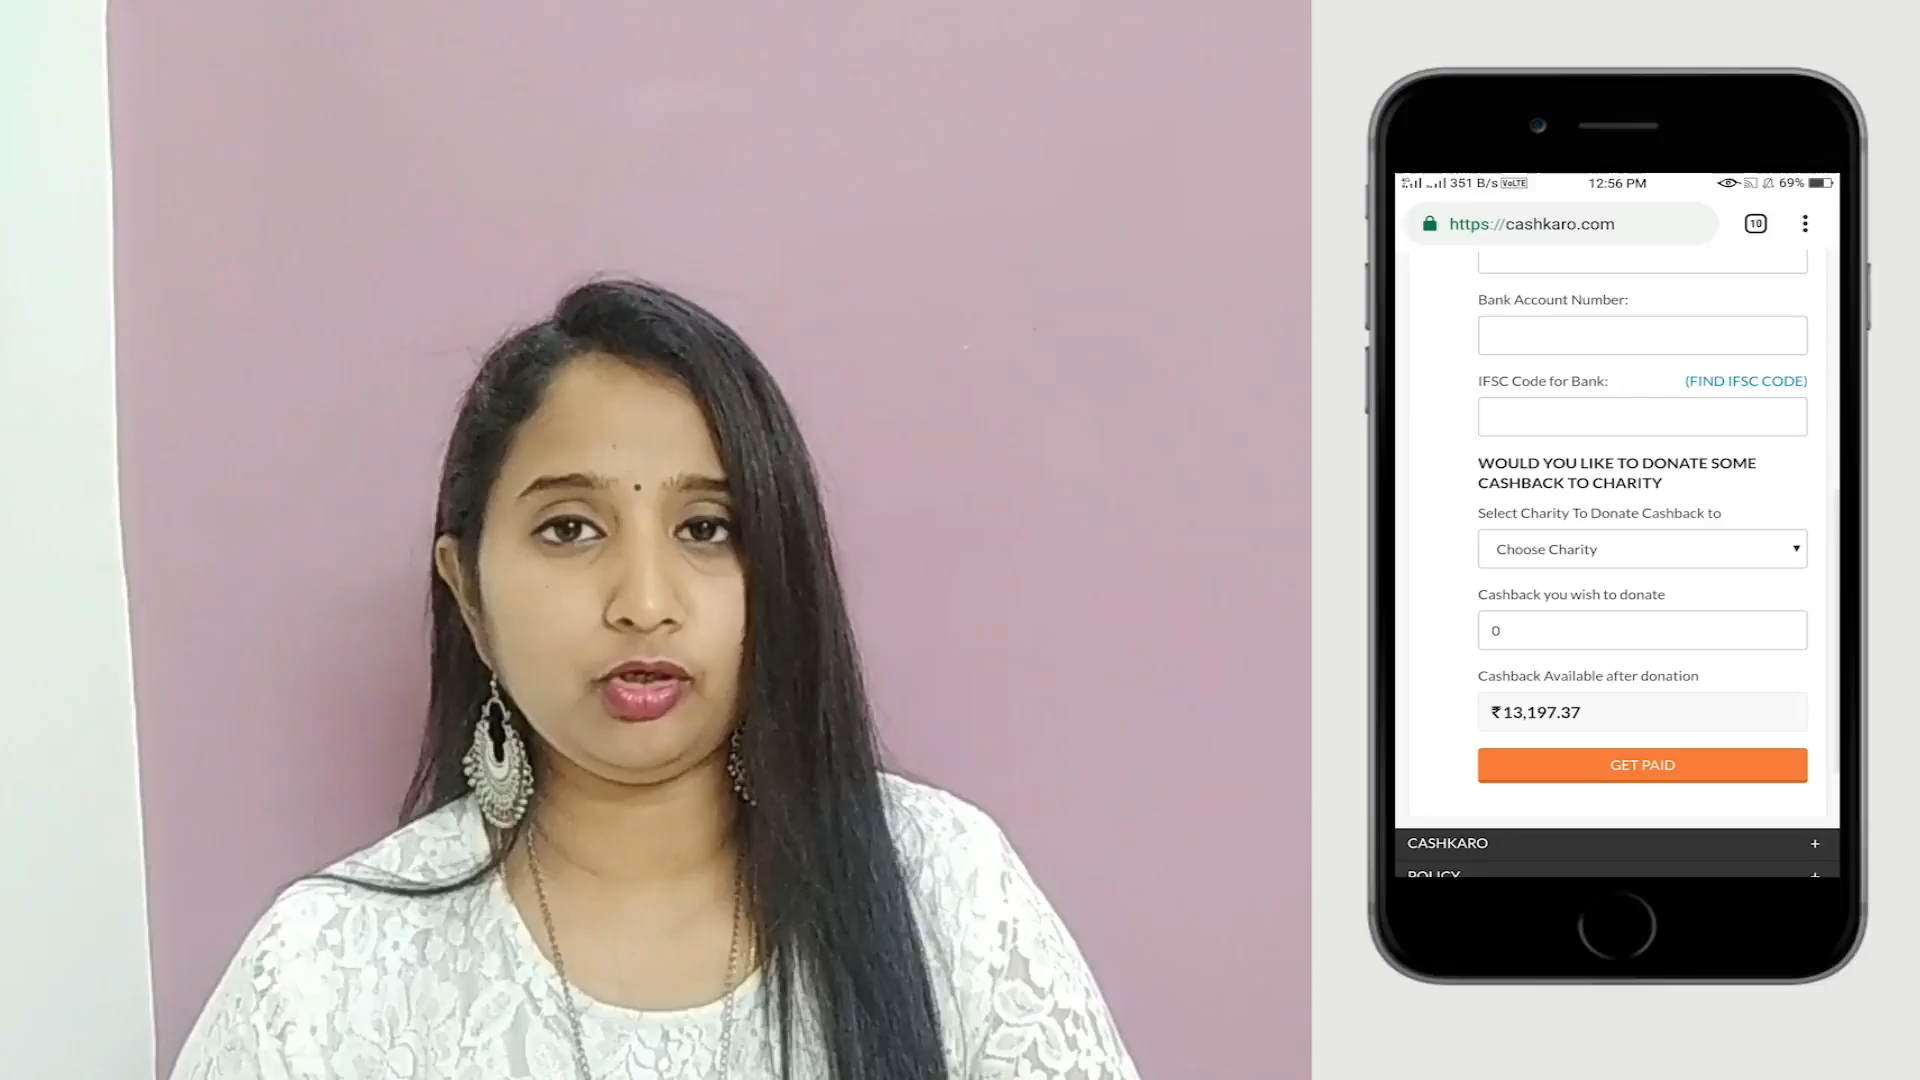 351 B/s VoLTE 12:56 PM 69%
https://cashkaro.com 10
Bank Account Number:
IFSC Code for Bank: (FIND IFSC CODE)
WOULD YOU LIKE TO DONATE SOME
CASHBACK TO CHARITY
Select Charity To Donate Cashback to
Choose Charity
Cashback you wish to donate
0
Cashback Available after donation
₹13,197.37
GET PAID
CASHKARO +
POLICY +